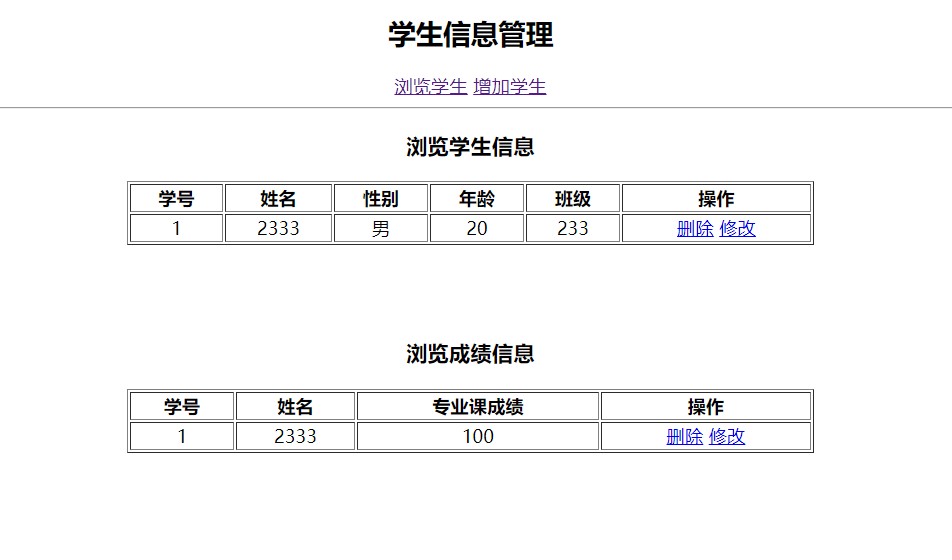 学生信息管理
浏览学生 增加学生
浏览学生信息
学号 姓名 性别 年龄 班级 操作
1 2333 男 20 233 删除 修改
浏览成绩信息
学号 姓名 专业课成绩 操作
1 2333 100 删除 修改